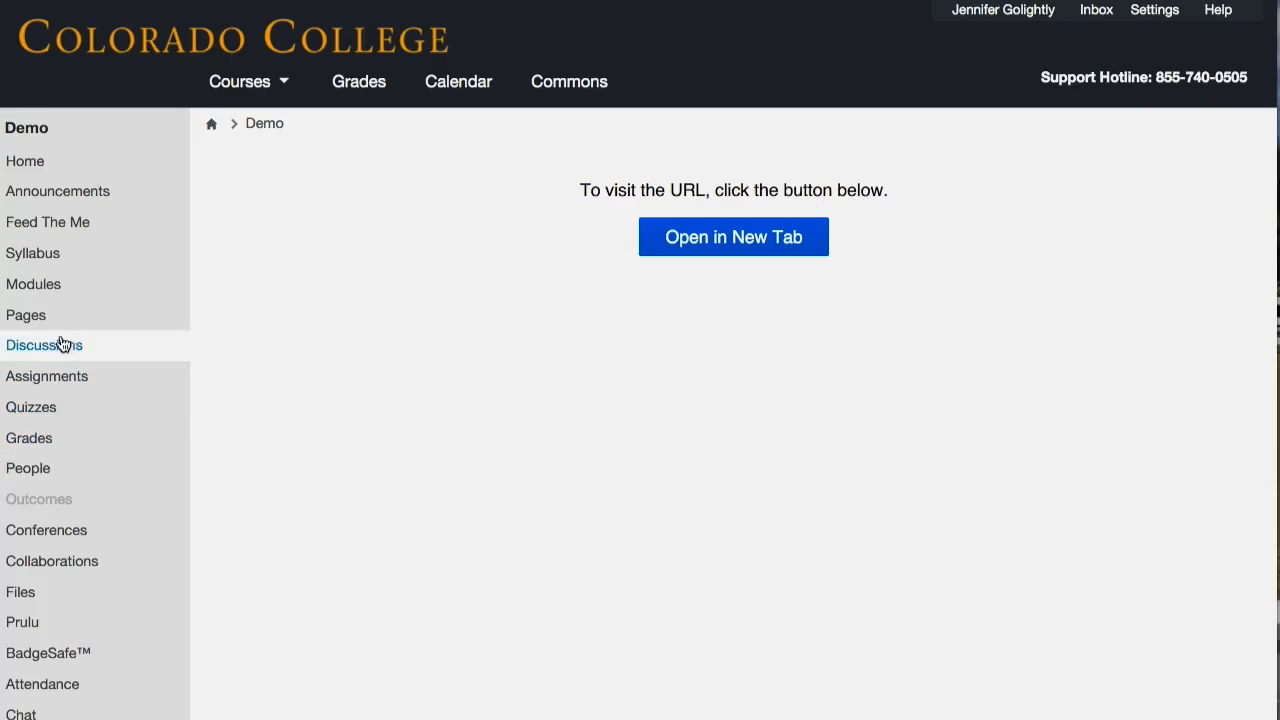 Jennifer Golightly Inbox Settings Help
COLORADO COLLEGE
Courses Grades Calendar Commons
Support Hotline: 855-740-0505
Demo
Home
Announcements
Feed The Me
Syllabus
Modules
Pages
Discussions
Assignments
Quizzes
Grades
People
Outcomes
Conferences
Collaborations
Files
Prulu
BadgeSafe™
Attendance
Chat
> Demo
To visit the URL, click the button below.
Open in New Tab